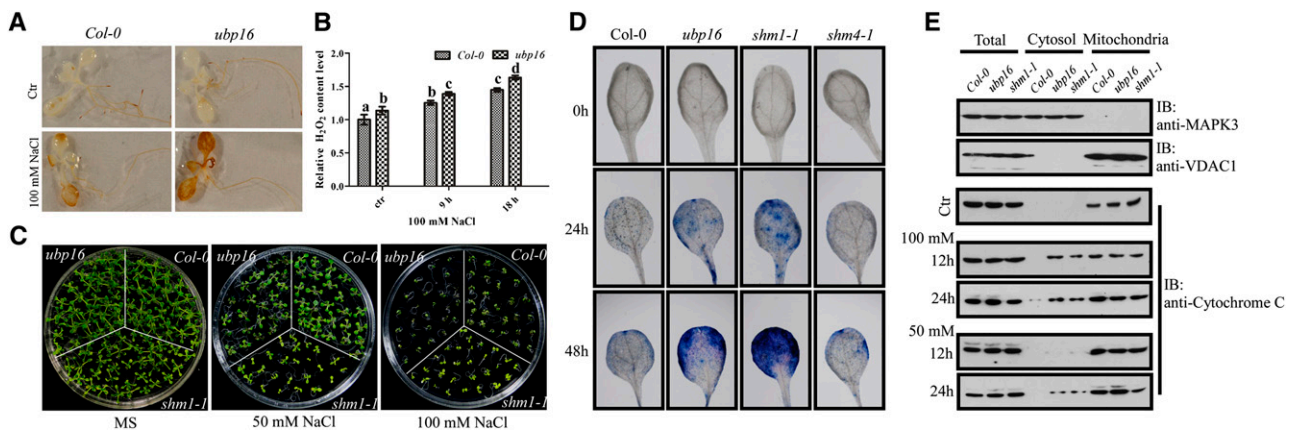 A
Col-0
ubp16
Ctr
100 mM NaCl
B
Relative H₂O₂ content level
2.0
1.5
1.0
0.5
0.0
Col-0
ubp16
a
b
b
c
c
d
ctr
9 h
18 h
100 mM NaCl
C
ubp16
Col-0
shm1-1
MS
ubp16
Col-0
shm1-1
50 mM NaCl
ubp16
Col-0
shm1-1
100 mM NaCl
D
Col-0
ubp16
shm1-1
shm4-1
0h
24h
48h
E
Total
Cytosol
Mitochondria
Col-0
ubp16
shm1-1
Col-0
ubp16
shm1-1
Col-0
ubp16
shm1-1
IB:
anti-MAPK3
IB:
anti-VDAC1
Ctr
100 mM
12h
24h
50 mM
12h
24h
IB:
anti-Cytochrome C